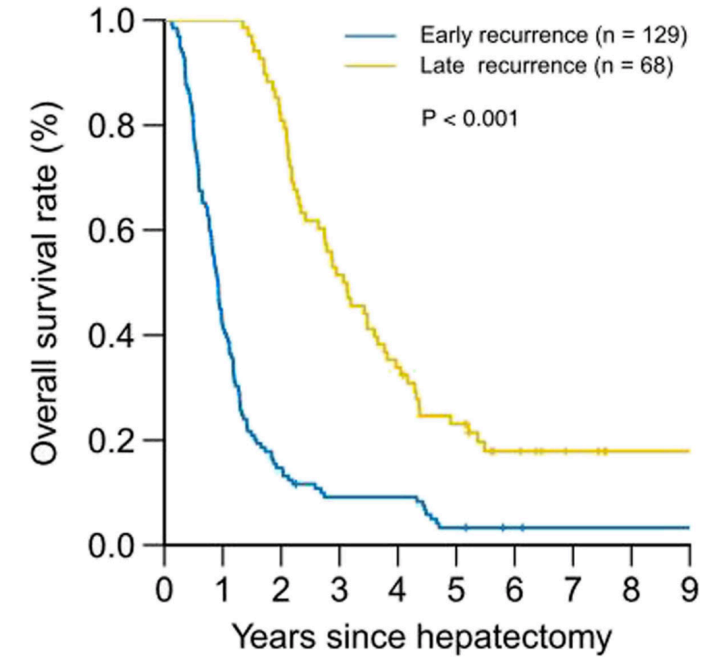 Early recurrence (n = 129)
Late recurrence (n = 68)
P < 0.001
Overall survival rate (%)
1.0
0.8
0.6
0.4
0.2
0.0
0 1 2 3 4 5 6 7 8 9
Years since hepatectomy